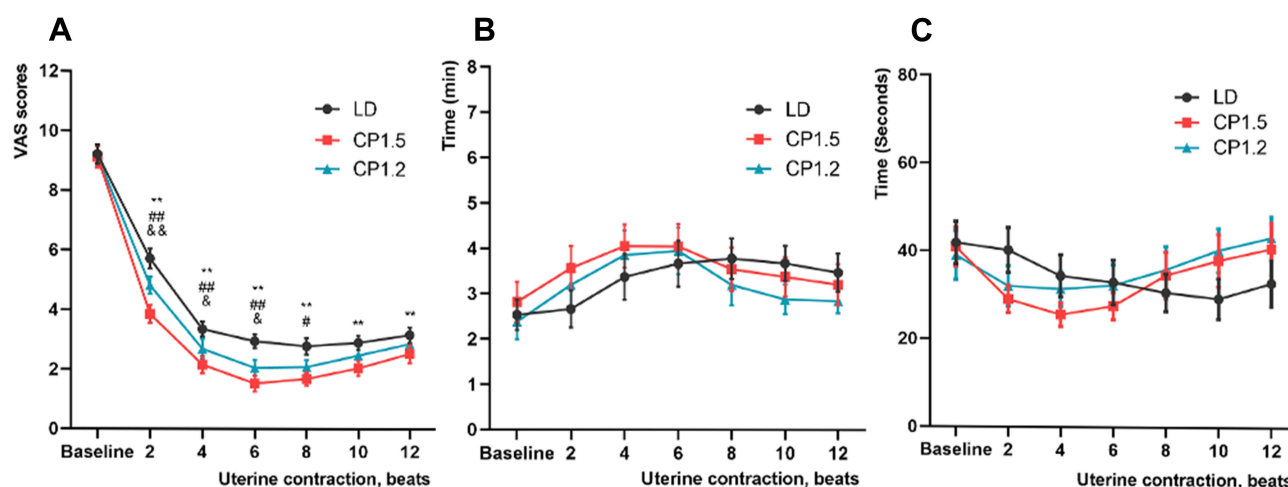 A
VAS scores
12
10
8
6
4
2
0
LD
CP1.5
CP1.2
**
##
&&
**
##
&
**
##
&
**
#
**
**
Baseline 2 4 6 8 10 12
Uterine contraction, beats
B
Time (min)
8
7
6
5
4
3
2
1
0
LD
CP1.5
CP1.2
Baseline 2 4 6 8 10 12
Uterine contraction, beats
C
Time (Seconds)
80
60
40
20
0
LD
CP1.5
CP1.2
Baseline 2 4 6 8 10 12
Uterine contraction, beats